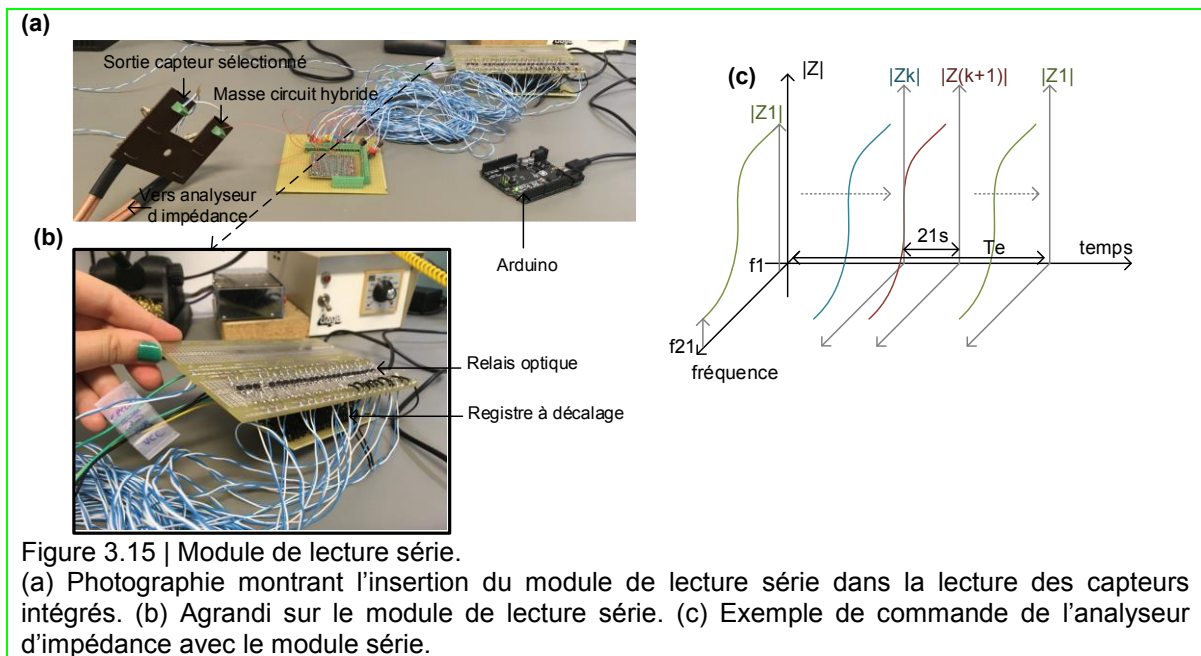 (a)
Sortie capteur sélectionné
Masse circuit hybride
Vers analyseur
d impédance
Arduino
(b)
Relais optique
Registre à décalage
(c)
|Z|
|Zk|
|Z(k+1)|
|Z1|
|Z1|
21s
Te
temps
f1
f21
fréquence
Figure 3.15 | Module de lecture série.
(a) Photographie montrant l'insertion du module de lecture série dans la lecture des capteurs
intégrés. (b) Agrandi sur le module de lecture série. (c) Exemple de commande de l'analyseur
d'impédance avec le module série.